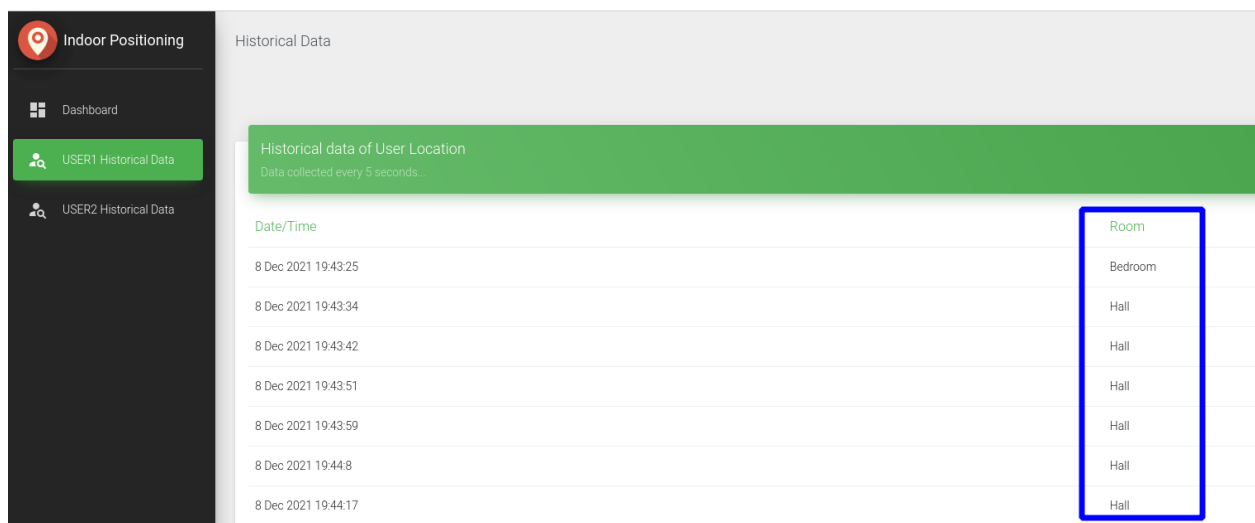 Indoor Positioning
Historical Data
Dashboard
USER1 Historical Data
USER2 Historical Data
Historical data of User Location
Data collected every 5 seconds...
Date/Time Room
8 Dec 2021 19:43:25 Bedroom
8 Dec 2021 19:43:34 Hall
8 Dec 2021 19:43:42 Hall
8 Dec 2021 19:43:51 Hall
8 Dec 2021 19:43:59 Hall
8 Dec 2021 19:44:8 Hall
8 Dec 2021 19:44:17 Hall